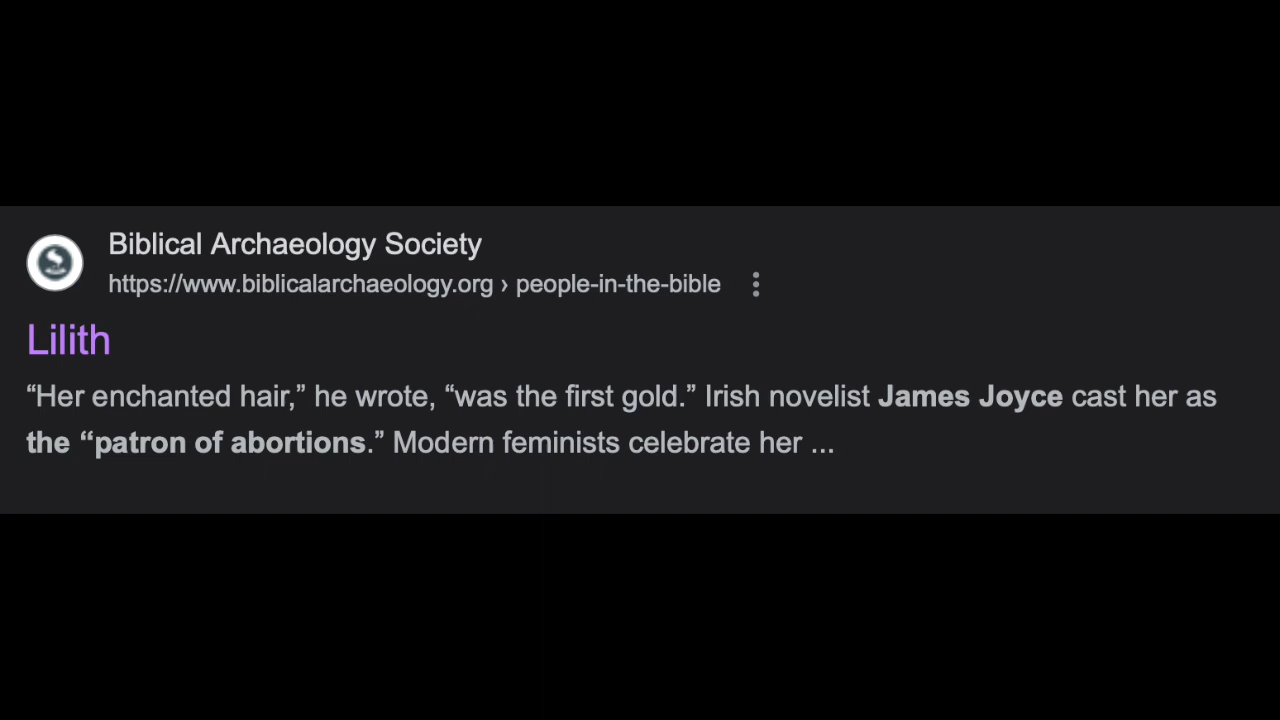 Biblical Archaeology Society
https://www.biblicalarchaeology.org › people-in-the-bible
Lilith
“Her enchanted hair,” he wrote, “was the first gold.” Irish novelist James Joyce cast her as
the “patron of abortions.” Modern feminists celebrate her ...